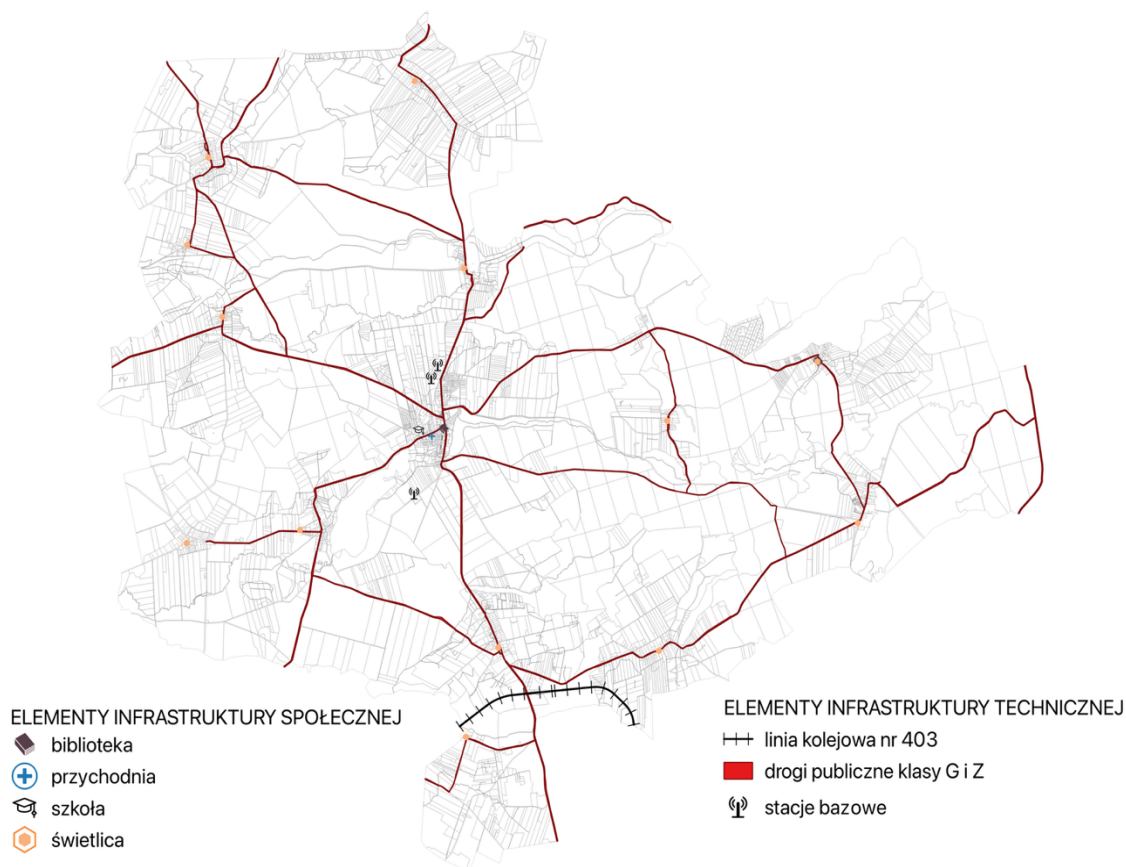 ELEMENTY INFRASTRUKTURY SPOŁECZNEJ
biblioteka
przychodnia
szkoła
świetlica
ELEMENTY INFRASTRUKTURY TECHNICZNEJ
linia kolejowa nr 403
drogi publiczne klasy G i Z
stacje bazowe